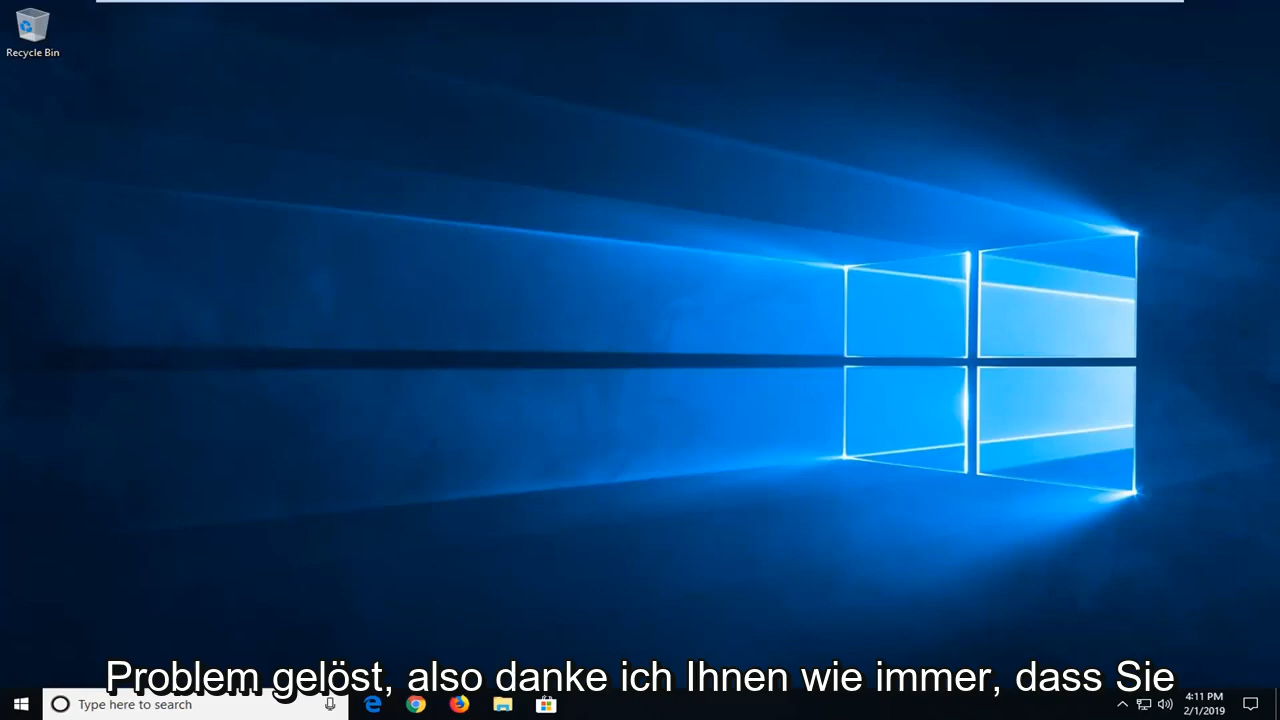 Recycle Bin
Problem gelöst, also danke ich Ihnen wie immer, dass Sie
Type here to search
4:11 PM
2/1/2019